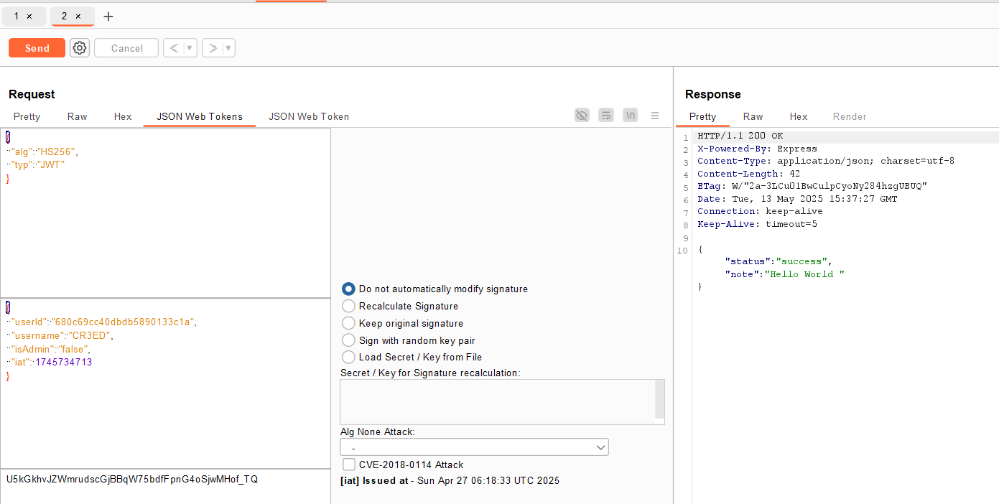 1 ×
2 ×
+
Send
Cancel
<
>
Request
Pretty
Raw
Hex
JSON Web Tokens
JSON Web Token
\n
{
"alg": "HS256",
"typ": "JWT"
}
{
"userId": "680c69cc40dbdb5890133c1a",
"username": "CR3ED",
"isAdmin": "false",
"iat": 1745734713
}
U5kGkhvJZWmrudscGjBBqW75bdfFpnG4oSjwMHof_TQ
Do not automatically modify signature
Recalculate Signature
Keep original signature
Sign with random key pair
Load Secret / Key from File
Secret / Key for Signature recalculation:
Alg None Attack:
-
CVE-2018-0114 Attack
[iat] Issued at - Sun Apr 27 06:18:33 UTC 2025
Response
Pretty
Raw
Hex
Render
1 HTTP/1.1 200 OK
2 X-Powered-By: Express
3 Content-Type: application/json; charset=utf-8
4 Content-Length: 42
5 ETag: W/"2a-3LCuO1BwCulpCyoNy284hzgUBUQ"
6 Date: Tue, 13 May 2025 15:37:27 GMT
7 Connection: keep-alive
8 Keep-Alive: timeout=5
9
10 {
"status":"success",
"note":"Hello World "
}